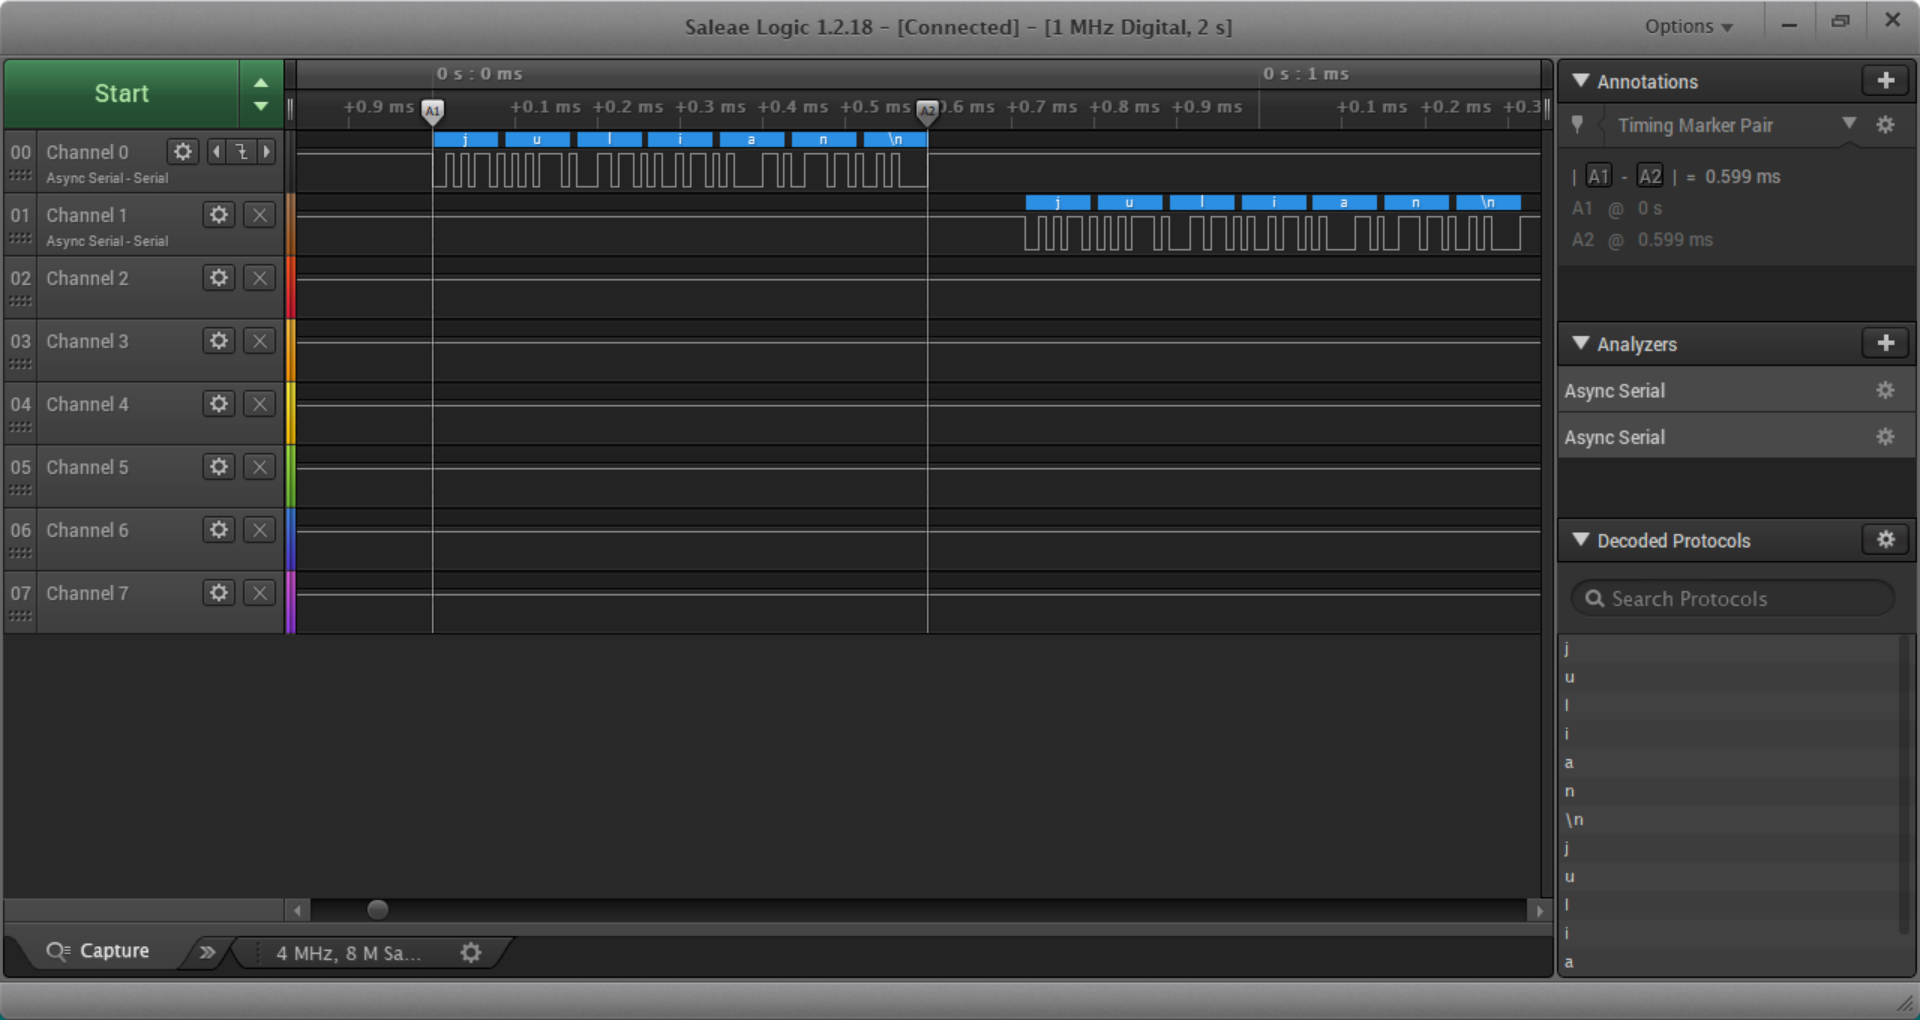 Saleae Logic 1.2.18 - [Connected] - [1 MHz Digital, 2 s]
Options
Start
0 s : 0 ms
0 s : 1 ms
+0.9 ms
A1
+0.1 ms
+0.2 ms
+0.3 ms
+0.4 ms
+0.5 ms
A2
0.6 ms
+0.7 ms
+0.8 ms
+0.9 ms
+0.1 ms
+0.2 ms
+0.3
00 Channel 0
Async Serial - Serial
j u l i a n \n
01 Channel 1
Async Serial - Serial
j u l i a n \n
02 Channel 2
03 Channel 3
04 Channel 4
05 Channel 5
06 Channel 6
07 Channel 7
Capture
4 MHz, 8 M Sa...
Annotations
Timing Marker Pair
| A1 - A2 | = 0.599 ms
A1 @ 0 s
A2 @ 0.599 ms
Analyzers
Async Serial
Async Serial
Decoded Protocols
Search Protocols
j
u
l
i
a
n
\n
j
u
l
i
a